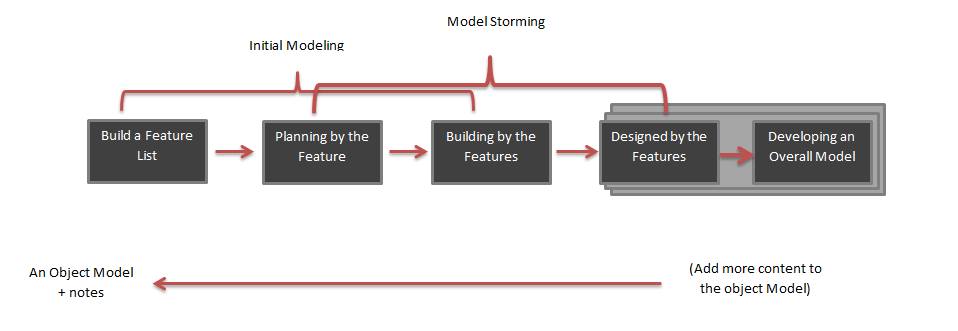 Model Storming
Initial Modeling
Build a Feature
List
Planning by the
Feature
Building by the
Features
Designed by the
Features
Developing an
Overall Model
An Object Model
+ notes
(Add more content to
the object Model)